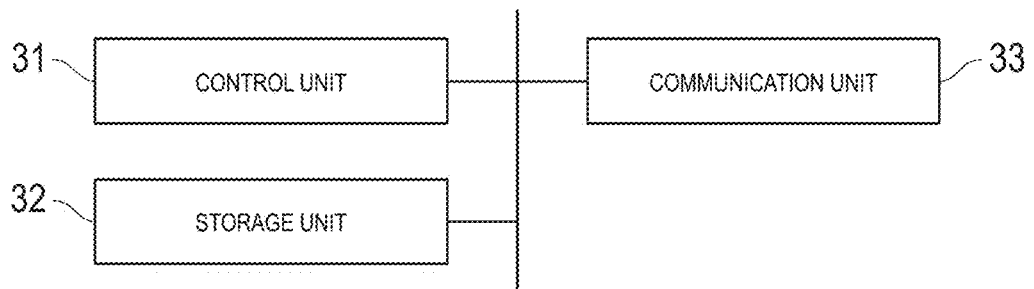 31
CONTROL UNIT
COMMUNICATION UNIT
33
32
STORAGE UNIT